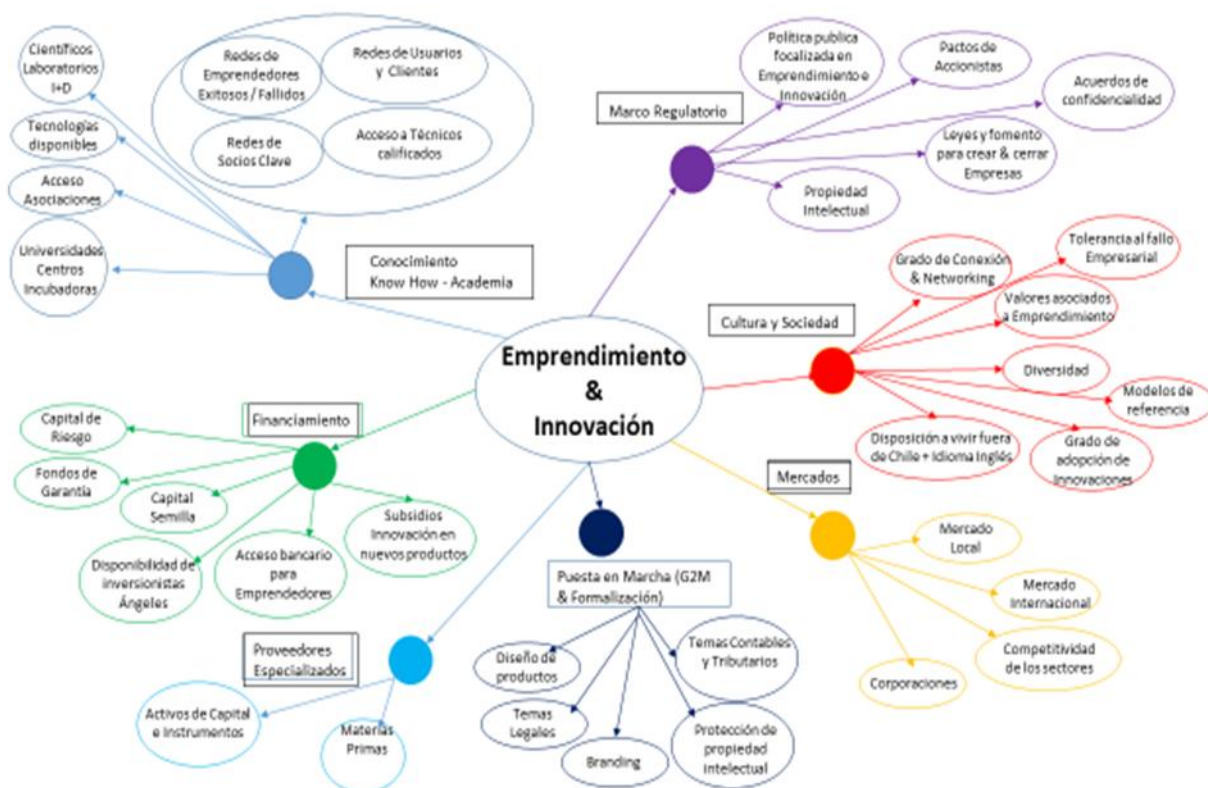 Científicos
Laboratorios
I+D
Tecnologías
disponibles
Acceso
Asociaciones
Universidades
Centros
Incubadoras
Redes de
Emprendedores
Exitosos / Fallidos
Redes de Usuarios
y Clientes
Redes de
Socios Clave
Acceso a Técnicos
calificados
Conocimiento
Know How - Academia
Marco Regulatorio
Política publica
focalizada en
Emprendimiento e
Innovación
Pactos de
Accionistas
Acuerdos de
confidencialidad
Leyes y fomento
para crear & cerrar
Empresas
Propiedad
Intelectual
Emprendimiento
&
Innovación
Cultura y Sociedad
Grado de Conexión
& Networking
Tolerancia al fallo
Empresarial
Valores asociados
a Emprendimiento
Diversidad
Modelos de
referencia
Disposición a vivir fuera
de Chile + Idioma Inglés
Grado de
adopción de
Innovaciones
Financiamiento
Capital de
Riesgo
Fondos de
Garantía
Capital
Semilla
Disponibilidad de
inversionistas
Ángeles
Acceso bancario
para
Emprendedores
Subsidios
Innovación en
nuevos productos
Mercados
Mercado
Local
Mercado
Internacional
Competitividad
de los sectores
Corporaciones
Puesta en Marcha (G2M
& Formalización)
Diseño de
productos
Temas
Legales
Branding
Temas Contables
y Tributarios
Protección de
propiedad
intelectual
Proveedores
Especializados
Activos de Capital
e Instrumentos
Materias
Primas